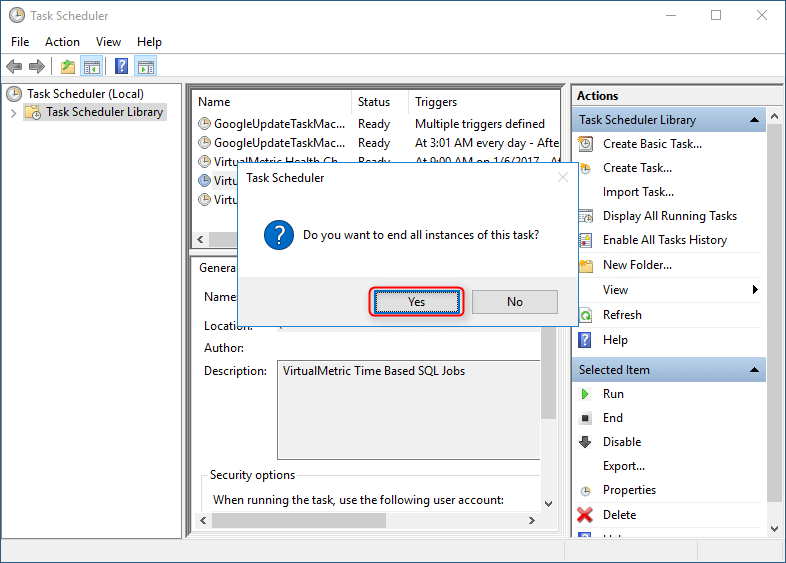 Task Scheduler
File Action View Help
Task Scheduler (Local)
Task Scheduler Library
Name Status Triggers
GoogleUpdateTaskMac... Ready Multiple triggers defined
GoogleUpdateTaskMac... Ready At 3:01 AM every day - After
VirtualMetric Health Ch... Ready At 9:00 AM on 1/6/2017 - Af
Virtu
Virtu
Task Scheduler
Do you want to end all instances of this task?
Yes No
General
Name:
Location:
Author:
Description: VirtualMetric Time Based SQL Jobs
Security options
When running the task, use the following user account:
Actions
Task Scheduler Library
Create Basic Task...
Create Task...
Import Task...
Display All Running Tasks
Enable All Tasks History
New Folder...
View
Refresh
Help
Selected Item
Run
End
Disable
Export...
Properties
Delete
Help